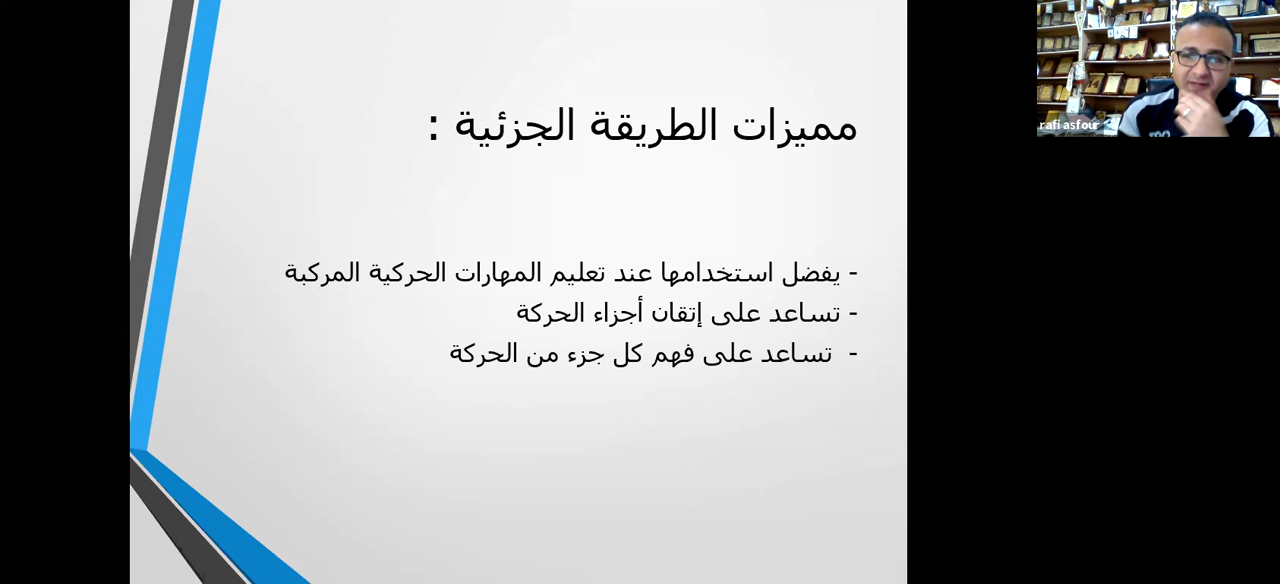 مميزات الطريقة الجزئية :
- يفضل استخدامها عند تعليم المهارات الحركية المركبة
- تساعد على إتقان أجزاء الحركة
- تساعد على فهم كل جزء من الحركة
rafi asfour